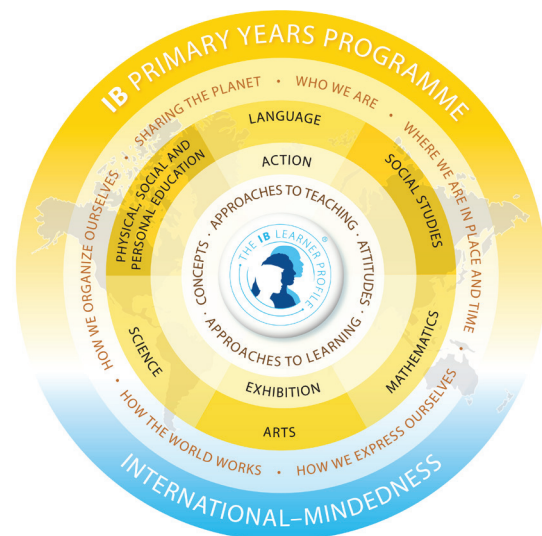 IB PRIMARY YEARS PROGRAMME
SHARING THE PLANET • WHO WE ARE • WHERE WE ARE IN PLACE AND TIME • HOW WE EXPRESS OURSELVES • HOW THE WORLD WORKS • HOW WE ORGANIZE OURSELVES •
LANGUAGE
SOCIAL STUDIES
MATHEMATICS
ARTS
SCIENCE
PHYSICAL, SOCIAL AND
PERSONAL EDUCATION
ACTION
EXHIBITION
APPROACHES TO TEACHING · ATTITUDES · APPROACHES TO LEARNING · CONCEPTS ·
THE IB LEARNER PROFILE ®
INTERNATIONAL–MINDEDNESS